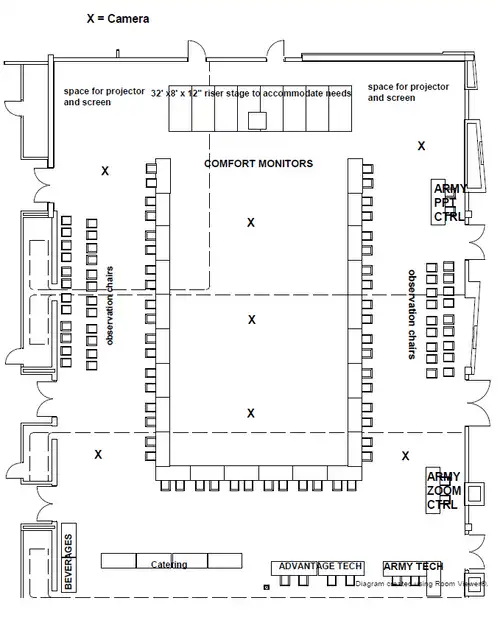 X = Camera
space for projector
and screen
32' x8' x 12" riser stage to accommodate needs
space for projector
and screen
COMFORT MONITORS
X
X
ARMY
PPT
CTRL
X
observation chairs
observation chairs
X
X
X
X
ARMY
ZOOM
CTRL
BEVERAGES
Catering
ADVANTAGE TECH
ARMY TECH
Diagram created using Room Viewer®.